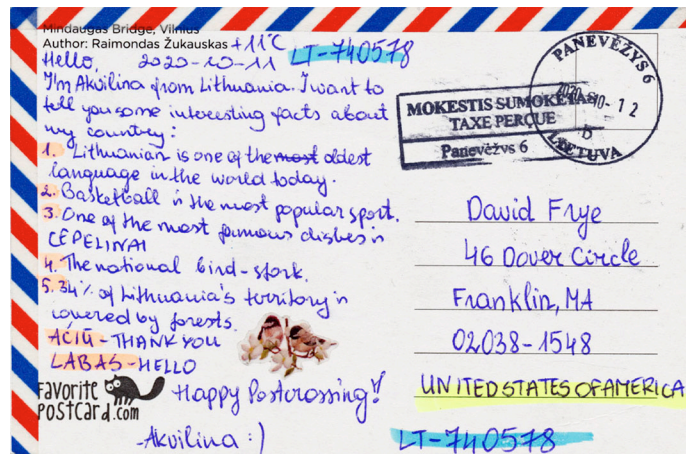 Mindaugas Bridge, Vilnius
Author: Raimondas Žukauskas +11°C
Hello, 2020-10-11 LT-740578
I'm Akvilina from Lithuania. I want to
tell you some interesting facts about
my country:
1. Lithuanian is one of the most oldest
language in the world today.
2. Basketball is the most popular sport.
3. One of the most famous dishes is
CEPELINAI
4. The national bird - stork.
5. 34% of Lithuania's territory is
covered by forests.
AČIŪ - THANK YOU
LABAS - HELLO
Happy Postcrossing!
-Akvilina :)
FAVORITE
POSTCARD.com
MOKESTIS SUMOKĖTAS
TAXE PERÇUE
Panevėžys 6
PANEVĖŽYS 6
2020-10-12
b
LIETUVA
David Frye
46 Dover Circle
Franklin, MA
02038-1548
UNITED STATES OF AMERICA
LT-740578